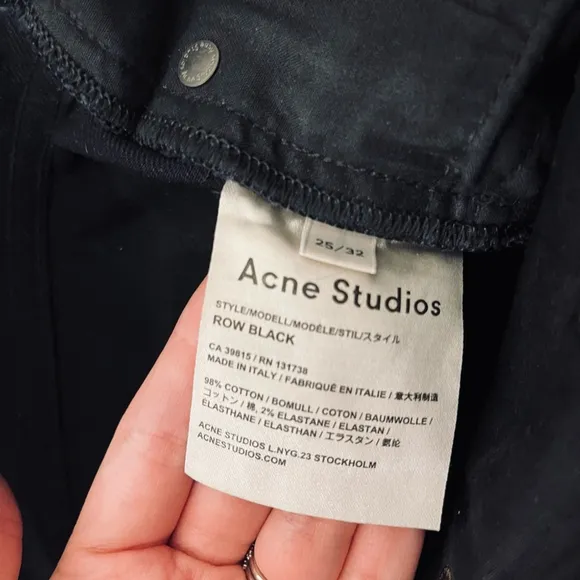 25/32
Acne Studios
STYLE/MODELL/MODÈLE/STIL/スタイル
ROW BLACK
CA 39815 / RN 131738
MADE IN ITALY / FABRIQUÉ EN ITALIE / 意大利制造
98% COTTON / BOMULL / COTON / BAUMWOLLE /
コットン / 棉, 2% ELASTANE / ELASTAN /
ÉLASTHANE / ELASTHAN / エラスタン / 氨纶
ACNE STUDIOS L.NYG.23 STOCKHOLM
ACNESTUDIOS.COM